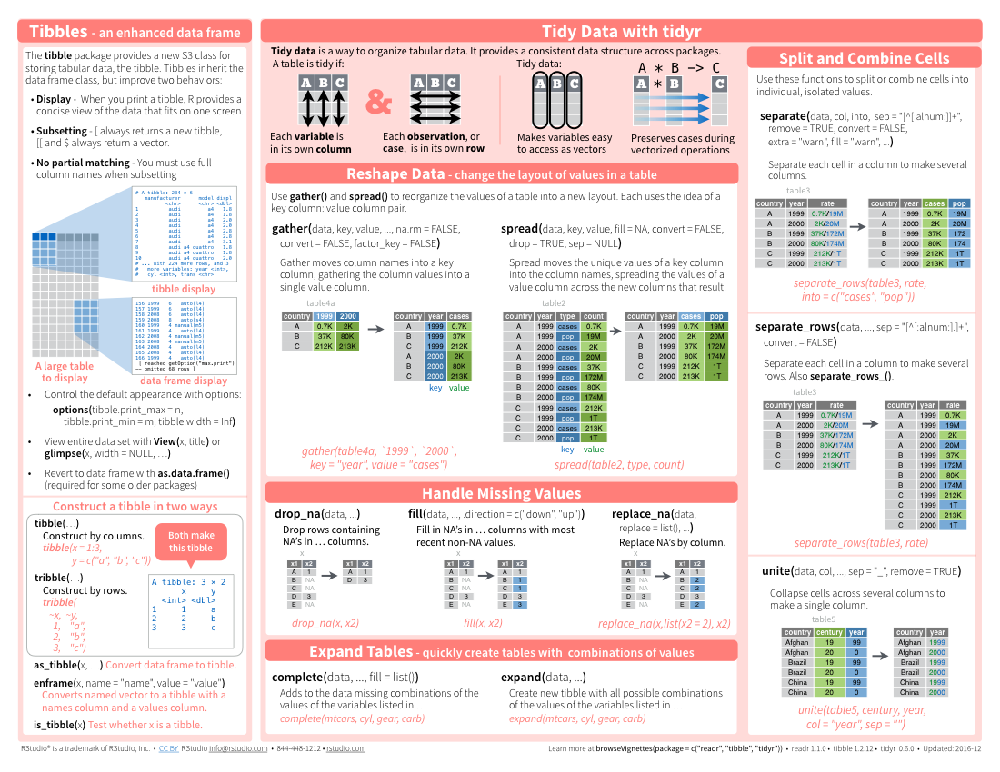 Tibbles - an enhanced data frame
The tibble package provides a new S3 class for
storing tabular data, the tibble. Tibbles inherit the
data frame class, but improve two behaviors:
• Display - When you print a tibble, R provides a
concise view of the data that fits on one screen.
• Subsetting - [ always returns a new tibble,
[[ and $ always return a vector.
• No partial matching - You must use full
column names when subsetting
# A tibble: 234 × 6
manufacturer model displ
<chr> <chr> <dbl>
1 audi a4 1.8
2 audi a4 1.8
3 audi a4 2.0
4 audi a4 2.0
5 audi a4 2.8
6 audi a4 2.8
7 audi a4 3.1
8 audi a4 quattro 1.8
9 audi a4 quattro 1.8
10 audi a4 quattro 2.0
# ... with 224 more rows, and 3
# more variables: year <int>,
# cyl <int>, trans <chr>
tibble display
156 1999 6 auto(l4)
157 1999 6 auto(l4)
158 2008 6 auto(l4)
159 2008 8 auto(s4)
160 1999 4 manual(m5)
161 1999 4 auto(l4)
162 2008 4 manual(m5)
163 2008 4 manual(m5)
164 2008 4 auto(l4)
165 2008 4 auto(l4)
166 1999 4 auto(l4)
[ reached getOption("max.print")
-- omitted 68 rows ]
A large table
to display
data frame display
• Control the default appearance with options:
options(tibble.print_max = n,
tibble.print_min = m, tibble.width = Inf)
• View entire data set with View(x, title) or
glimpse(x, width = NULL, …)
• Revert to data frame with as.data.frame()
(required for some older packages)
Construct a tibble in two ways
tibble(…)
Construct by columns.
tibble(x = 1:3,
y = c("a", "b", "c"))
Both make
this tibble
tribble(…)
Construct by rows.
tribble(
~x, ~y,
1, "a",
2, "b",
3, "c")
A tibble: 3 × 2
x y
<int> <dbl>
1 1 a
2 2 b
3 3 c
as_tibble(x, …) Convert data frame to tibble.
enframe(x, name = "name", value = "value")
Converts named vector to a tibble with a
names column and a values column.
is_tibble(x) Test whether x is a tibble.
Tidy Data with tidyr
Tidy data is a way to organize tabular data. It provides a consistent data structure across packages.
A table is tidy if:
A B C
&
A B C
Each variable is
in its own column
Each observation, or
case, is in its own row
Tidy data:
A B C
Makes variables easy
to access as vectors
A * B -> C
A * B C
Preserves cases during
vectorized operations
Reshape Data - change the layout of values in a table
Use gather() and spread() to reorganize the values of a table into a new layout. Each uses the idea of a
key column: value column pair.
gather(data, key, value, ..., na.rm = FALSE,
convert = FALSE, factor_key = FALSE)
Gather moves column names into a key
column, gathering the column values into a
single value column.
table4a
country 1999 2000
A 0.7K 2K
B 37K 80K
C 212K 213K
country year cases
A 1999 0.7K
B 1999 37K
C 1999 212K
A 2000 2K
B 2000 80K
C 2000 213K
key value
gather(table4a, `1999`, `2000`,
key = "year", value = "cases")
spread(data, key, value, fill = NA, convert = FALSE,
drop = TRUE, sep = NULL)
Spread moves the unique values of a key column
into the column names, spreading the values of a
value column across the new columns that result.
table2
country year type count
A 1999 cases 0.7K
A 1999 pop 19M
A 2000 cases 2K
A 2000 pop 20M
B 1999 cases 37K
B 1999 pop 172M
B 2000 cases 80K
B 2000 pop 174M
C 1999 cases 212K
C 1999 pop 1T
C 2000 cases 213K
C 2000 pop 1T
key value
country year cases pop
A 1999 0.7K 19M
A 2000 2K 20M
B 1999 37K 172M
B 2000 80K 174M
C 1999 212K 1T
C 2000 213K 1T
spread(table2, type, count)
Handle Missing Values
drop_na(data, ...)
Drop rows containing
NA's in … columns.
x
x1 x2
A 1
B NA
C NA
D 3
E NA
x1 x2
A 1
D 3
drop_na(x, x2)
fill(data, ..., .direction = c("down", "up"))
Fill in NA's in … columns with most
recent non-NA values.
x
x1 x2
A 1
B NA
C NA
D 3
E NA
x1 x2
A 1
B 1
C 1
D 3
E 3
fill(x, x2)
replace_na(data,
replace = list(), ...)
Replace NA's by column.
x
x1 x2
A 1
B NA
C NA
D 3
E NA
x1 x2
A 1
B 2
C 2
D 3
E 2
replace_na(x,list(x2 = 2), x2)
Expand Tables - quickly create tables with combinations of values
complete(data, ..., fill = list())
Adds to the data missing combinations of the
values of the variables listed in …
complete(mtcars, cyl, gear, carb)
expand(data, ...)
Create new tibble with all possible combinations
of the values of the variables listed in …
expand(mtcars, cyl, gear, carb)
Split and Combine Cells
Use these functions to split or combine cells into
individual, isolated values.
separate(data, col, into, sep = "[^[:alnum:]]+",
remove = TRUE, convert = FALSE,
extra = "warn", fill = "warn", ...)
Separate each cell in a column to make several
columns.
table3
country year rate
A 1999 0.7K/19M
A 2000 2K/20M
B 1999 37K/172M
B 2000 80K/174M
C 1999 212K/1T
C 2000 213K/1T
country year cases pop
A 1999 0.7K 19M
A 2000 2K 20M
B 1999 37K 172
B 2000 80K 174
C 1999 212K 1T
C 2000 213K 1T
separate_rows(table3, rate,
into = c("cases", "pop"))
separate_rows(data, ..., sep = "[^[:alnum:].]+",
convert = FALSE)
Separate each cell in a column to make several
rows. Also separate_rows_().
table3
country year rate
A 1999 0.7K/19M
A 2000 2K/20M
B 1999 37K/172M
B 2000 80K/174M
C 1999 212K/1T
C 2000 213K/1T
country year rate
A 1999 0.7K
A 1999 19M
A 2000 2K
A 2000 20M
B 1999 37K
B 1999 172M
B 2000 80K
B 2000 174M
C 1999 212K
C 1999 1T
C 2000 213K
C 2000 1T
separate_rows(table3, rate)
unite(data, col, ..., sep = "_", remove = TRUE)
Collapse cells across several columns to
make a single column.
table5
country century year
Afghan 19 99
Afghan 20 0
Brazil 19 99
Brazil 20 0
China 19 99
China 20 0
country year
Afghan 1999
Afghan 2000
Brazil 1999
Brazil 2000
China 1999
China 2000
unite(table5, century, year,
col = "year", sep = "")
RStudio® is a trademark of RStudio, Inc. • CC BY RStudio info@rstudio.com • 844-448-1212 • rstudio.com
Learn more at browseVignettes(package = c("readr", "tibble", "tidyr")) • readr 1.1.0 • tibble 1.2.12 • tidyr 0.6.0 • Updated: 2016-12